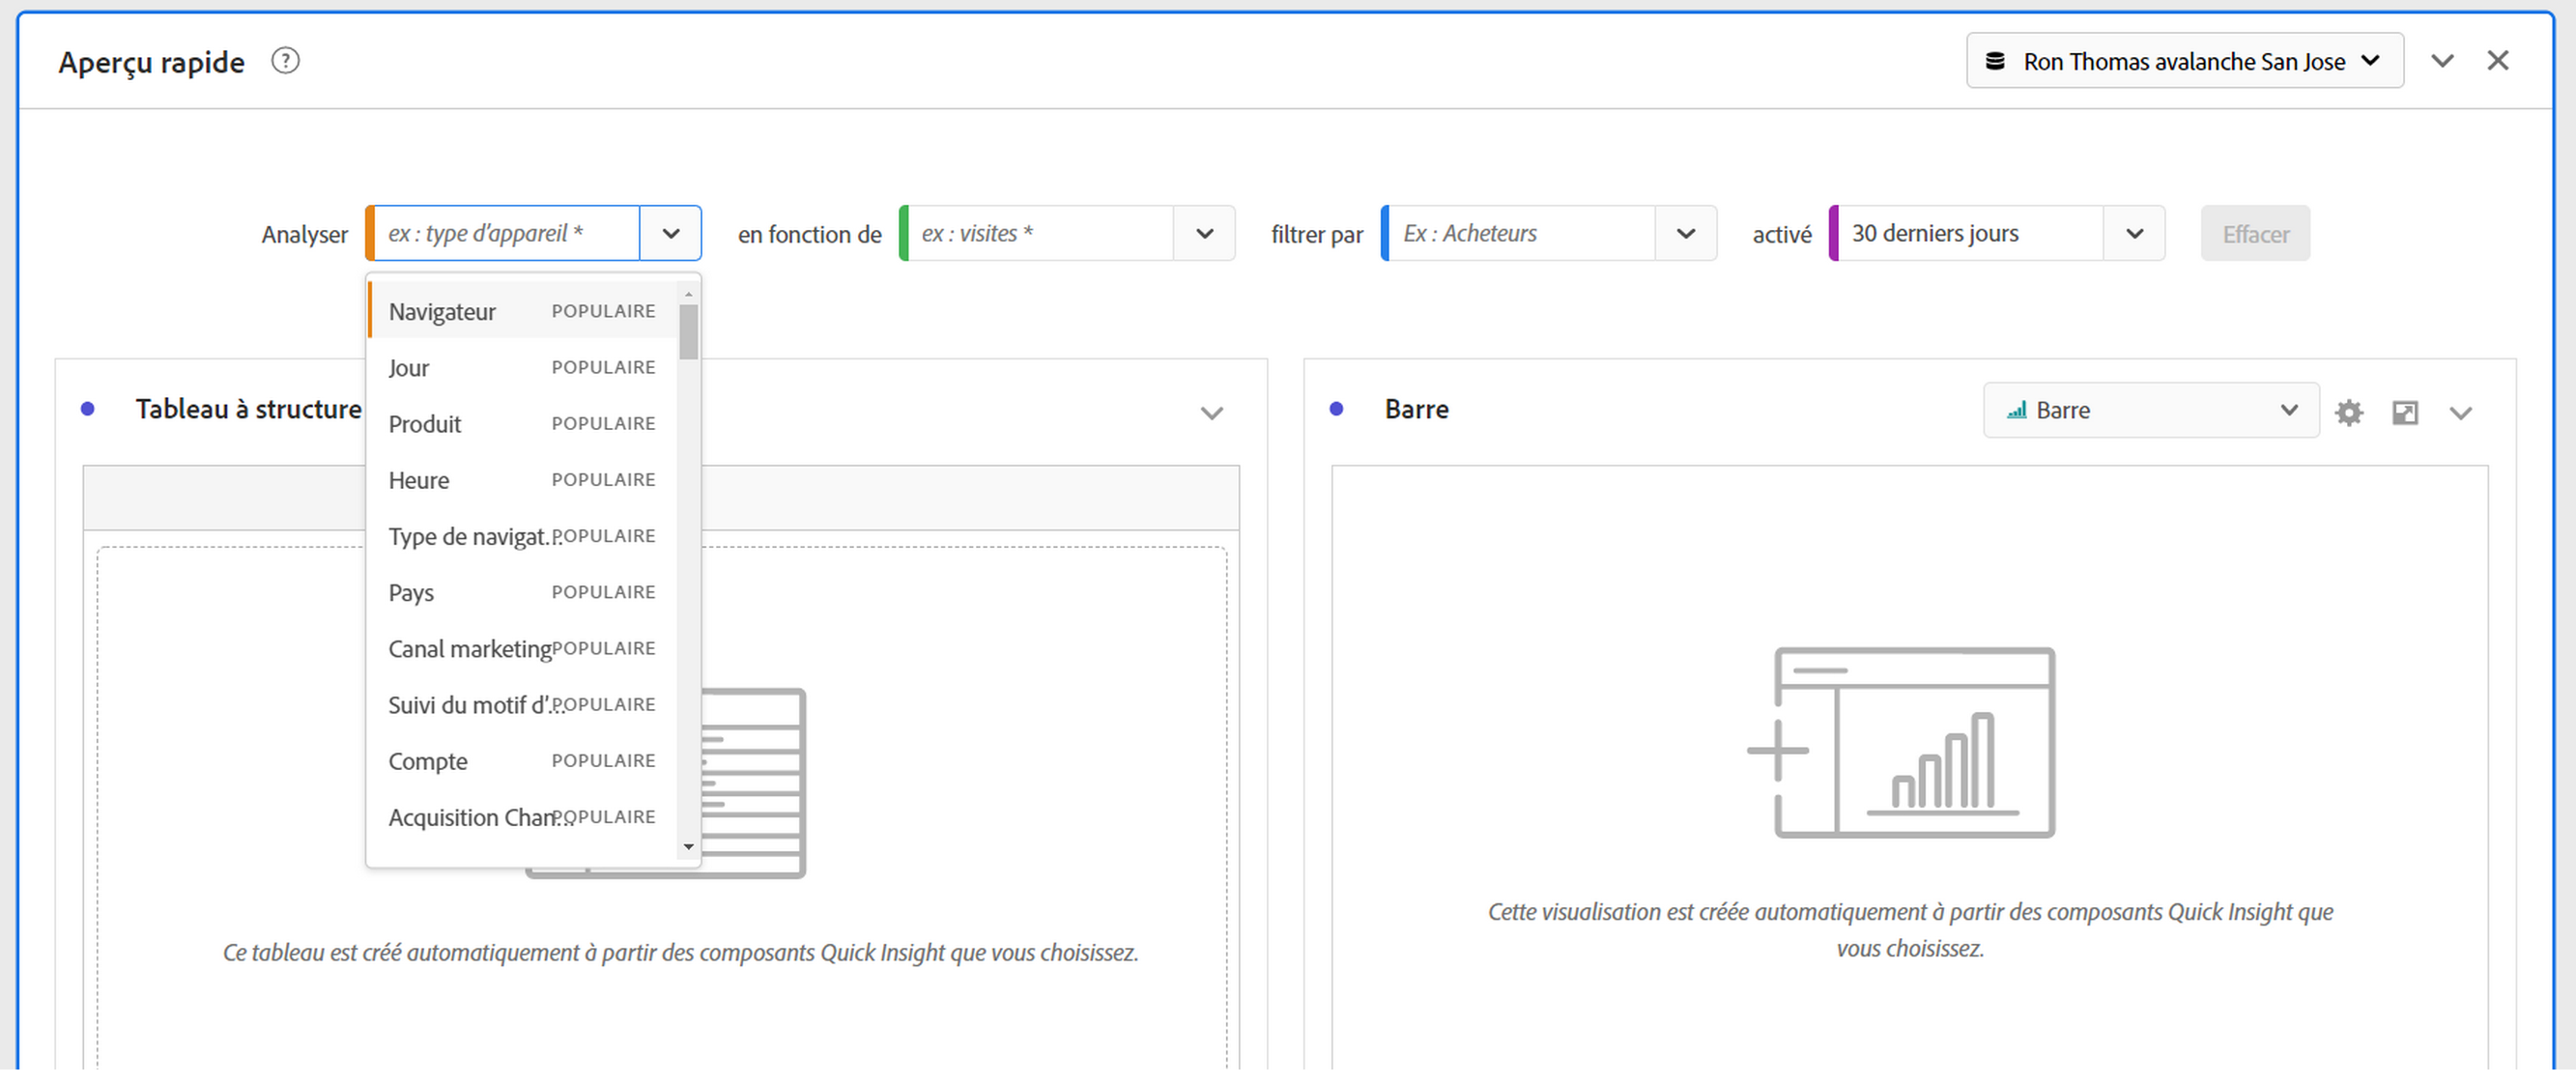 Aperçu rapide ?
Ron Thomas avalanche San Jose
Analyser ex : type d'appareil * en fonction de ex : visites * filtrer par Ex : Acheteurs activé 30 derniers jours Effacer
Navigateur POPULAIRE
Jour POPULAIRE
Produit POPULAIRE
Heure POPULAIRE
Type de navigat... POPULAIRE
Pays POPULAIRE
Canal marketing POPULAIRE
Suivi du motif d'... POPULAIRE
Compte POPULAIRE
Acquisition Chan... POPULAIRE
Tableau à structure
Ce tableau est créé automatiquement à partir des composants Quick Insight que vous choisissez.
Barre
Barre
Cette visualisation est créée automatiquement à partir des composants Quick Insight que
vous choisissez.